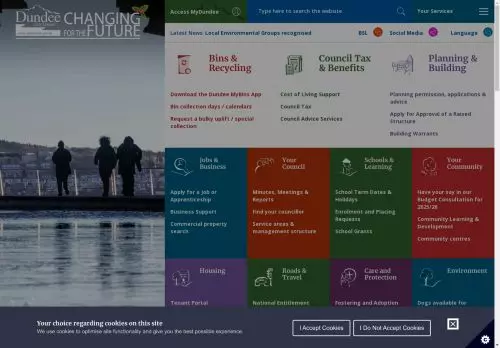 Dundee
CHANGING
FOR THE FUTURE
Access MyDundee
Type here to search the website.
Your Services
Latest News Local Environmental Groups recognised
BSL
Social Media
Language
Bins &
Recycling
Download the Dundee MyBins App
Bin collection days / calendars
Request a bulky uplift / special
collection
Council Tax
& Benefits
Cost of Living Support
Council Tax
Council Advice Services
Planning &
Building
Planning permission, applications &
advice
Apply for Approval of a Raised
Structure
Building Warrants
Jobs &
Business
Apply for a Job or
Apprenticeship
Business Support
Commercial property
search
Your
Council
Minutes, Meetings &
Reports
Find your councillor
Service areas &
management structure
Schools &
Learning
School Term Dates &
Holidays
Enrolment and Placing
Requests
School Grants
Your
Community
Have your say in our
Budget Consultation for
2025/26
Community Learning &
Development
Community centres
Housing
Tenant Portal
Roads &
Travel
National Entitlement
Care and
Protection
Fostering and Adoption
Environment
Dogs available for
Your choice regarding cookies on this site
We use cookies to optimise site functionality and give you the best possible experience.
I Accept Cookies
I Do Not Accept Cookies